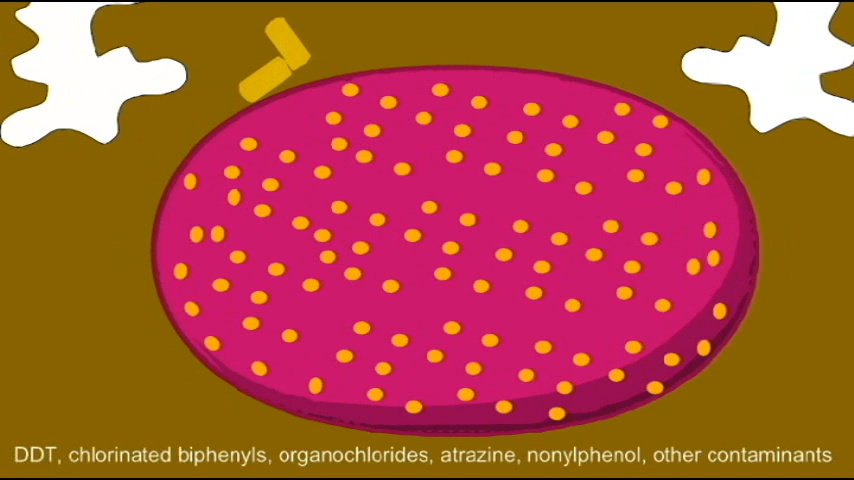 DDT, chlorinated biphenyls, organochlorides, atrazine, nonylphenol, other contaminants